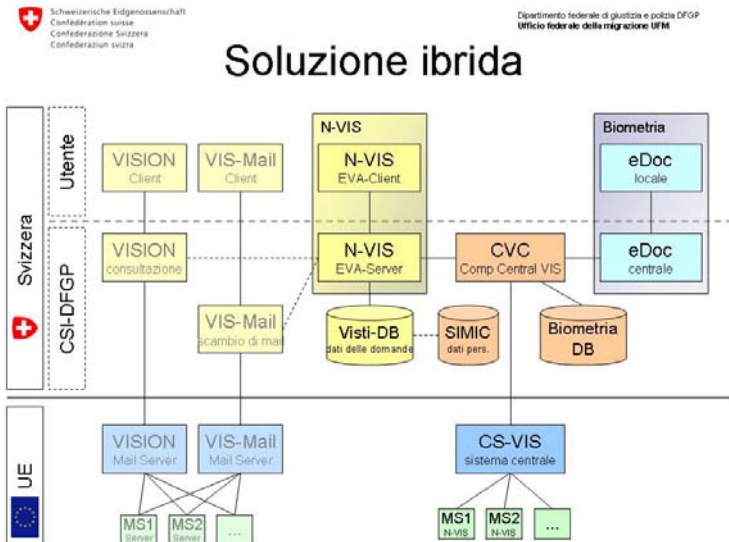 Schweizerische Eidgenossenschaft
Confédération suisse
Confederazione Svizzera
Confederaziun svizra
Dipartimento federale di giustizia e polizia DFGP
Ufficio federale della migrazione UFM
Soluzione ibrida
Svizzera
Utente
CSI-DFGP
UE
N-VIS
Biometria
VISION
Client
VIS-Mail
Client
N-VIS
EVA-Client
eDoc
locale
VISION
consultazione
N-VIS
EVA-Server
CVC
Comp Central VIS
eDoc
centrale
VIS-Mail
scambio di mail
Visti-DB
dati delle domande
SIMIC
dati pers.
Biometria
DB
VISION
Mail Server
VIS-Mail
Mail Server
CS-VIS
sistema centrale
MS1
Server
MS2
Server
...
MS1
N-VIS
MS2
N-VIS
...